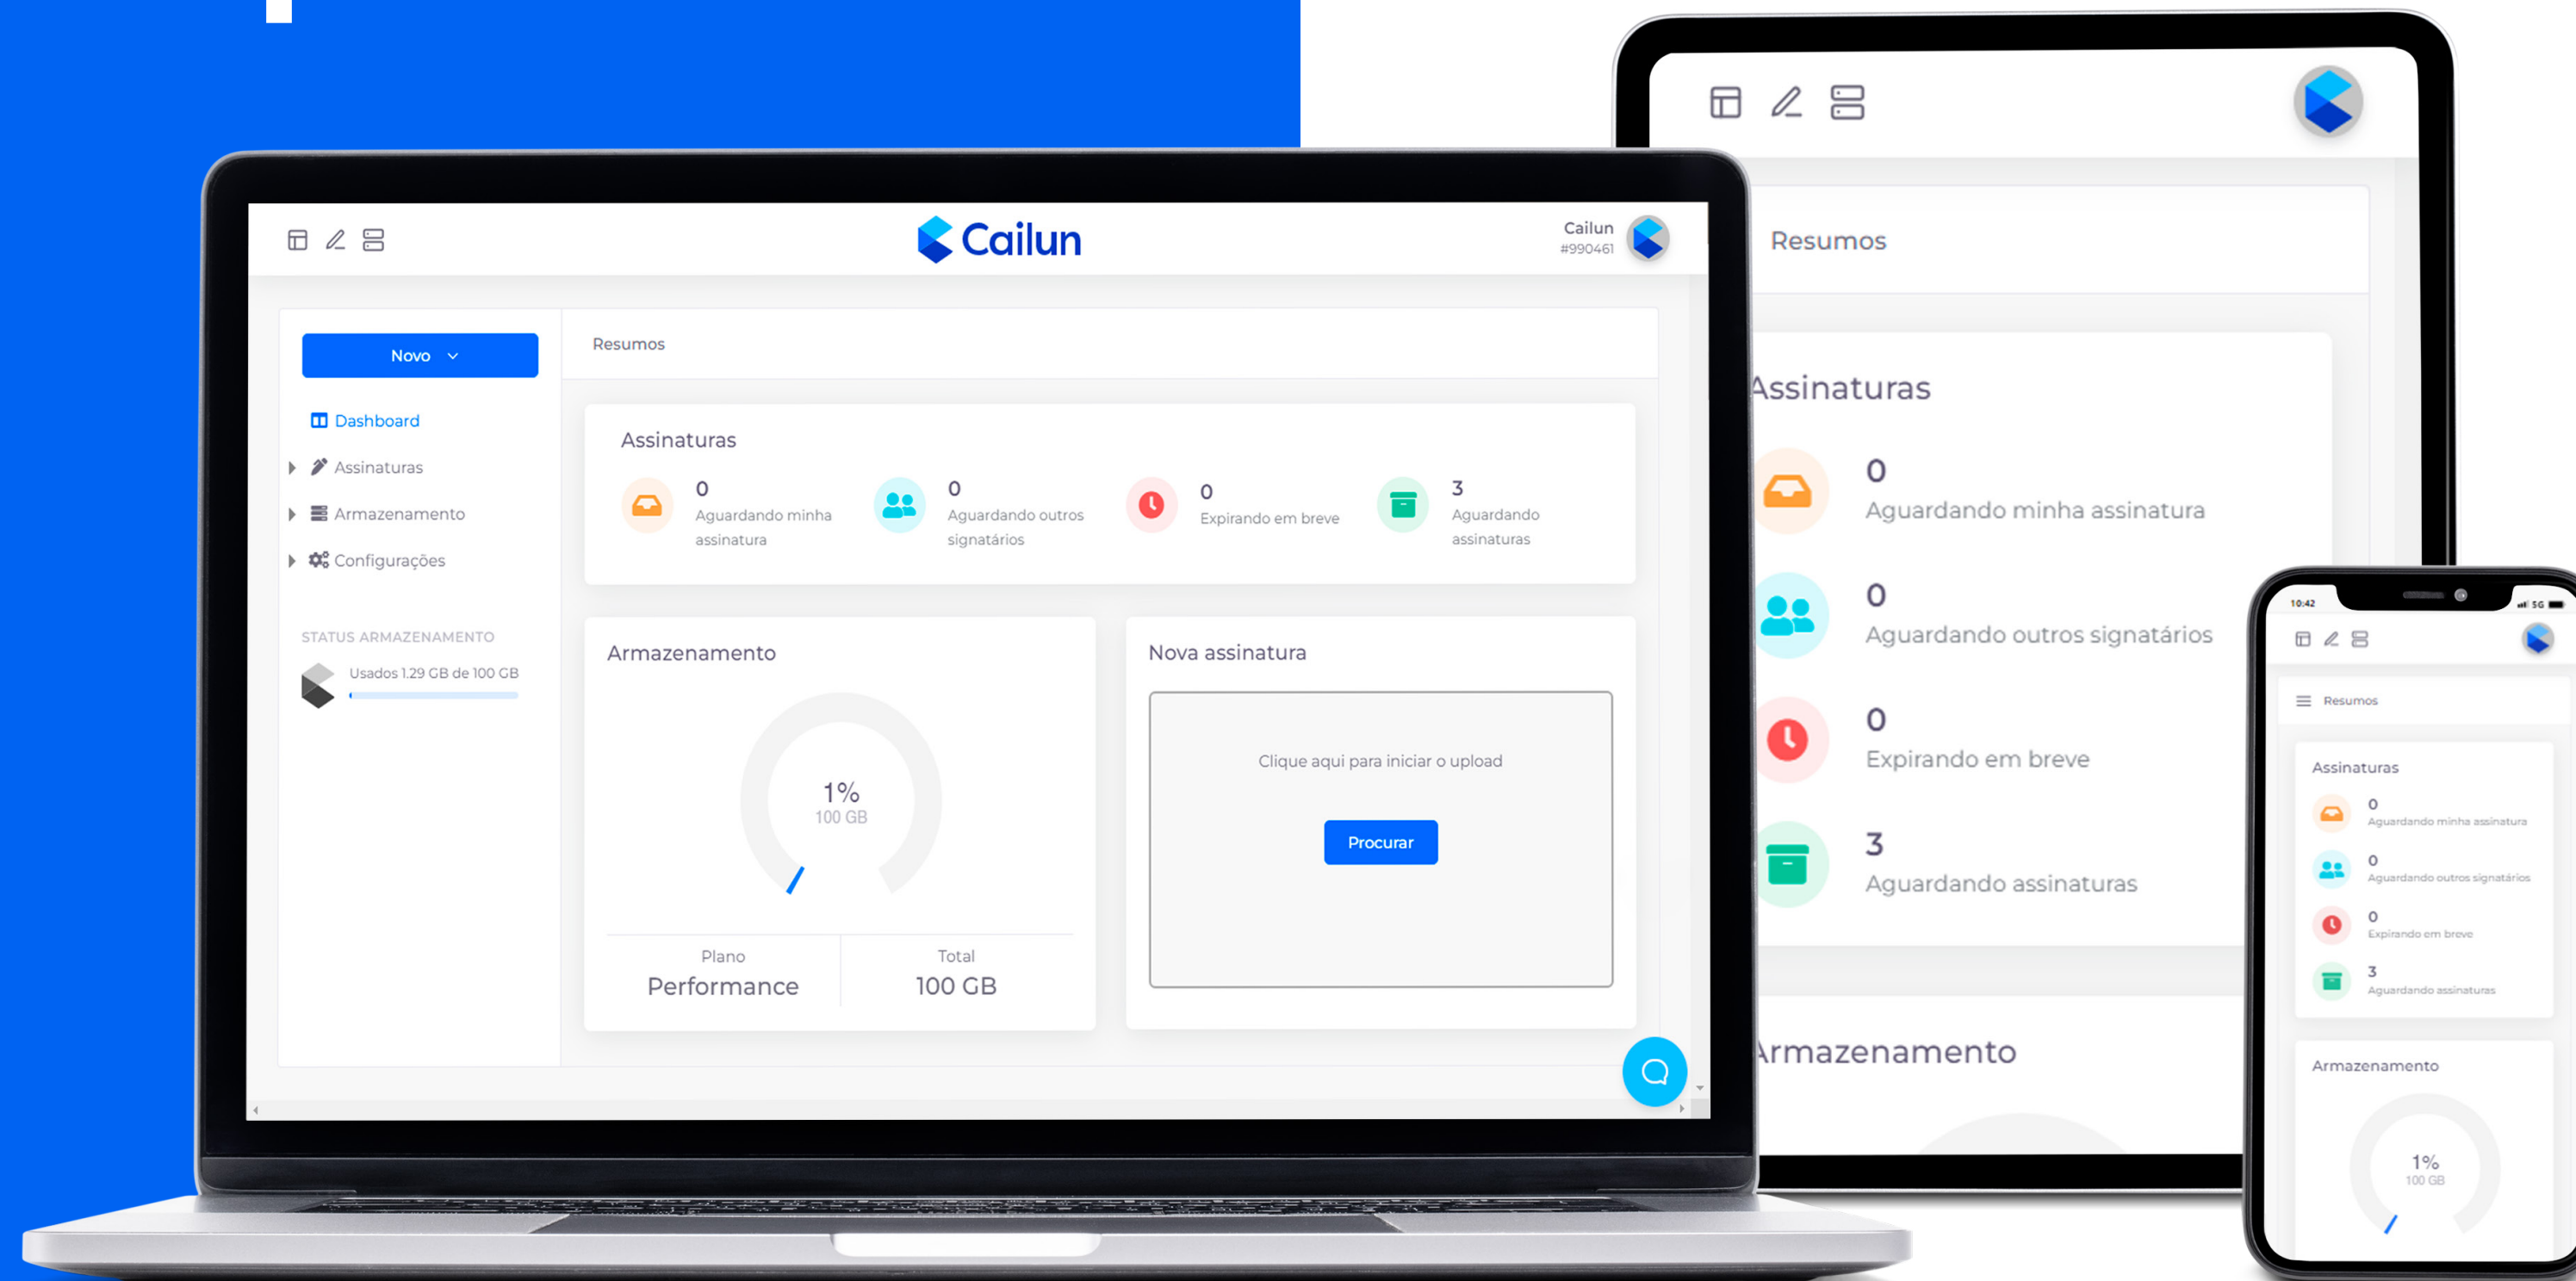 Cailun
Cailun
#990461
Novo
Resumos
Dashboard
Assinaturas
Armazenamento
Configurações
STATUS ARMAZENAMENTO
Usados 1.29 GB de 100 GB
Assinaturas
0
Aguardando minha
assinatura
0
Aguardando outros
signatários
0
Expirando em breve
3
Aguardando
assinaturas
Armazenamento
1%
100 GB
Plano
Performance
Total
100 GB
Nova assinatura
Clique aqui para iniciar o upload
Procurar
Resumos
Assinaturas
0
Aguardando minha assinatura
0
Aguardando outros signatários
0
Expirando em breve
3
Aguardando assinaturas
Armazenamento
10:42
5G
Resumos
Assinaturas
0
Aguardando minha assinatura
0
Aguardando outros signatários
0
Expirando em breve
3
Aguardando assinaturas
Armazenamento
1%
100 GB